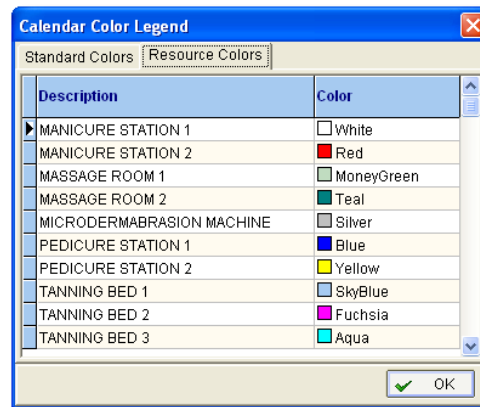 Calendar Color Legend
Standard Colors Resource Colors
Description Color
MANICURE STATION 1 White
MANICURE STATION 2 Red
MASSAGE ROOM 1 MoneyGreen
MASSAGE ROOM 2 Teal
MICRODERMABRASION MACHINE Silver
PEDICURE STATION 1 Blue
PEDICURE STATION 2 Yellow
TANNING BED 1 SkyBlue
TANNING BED 2 Fuchsia
TANNING BED 3 Aqua
OK